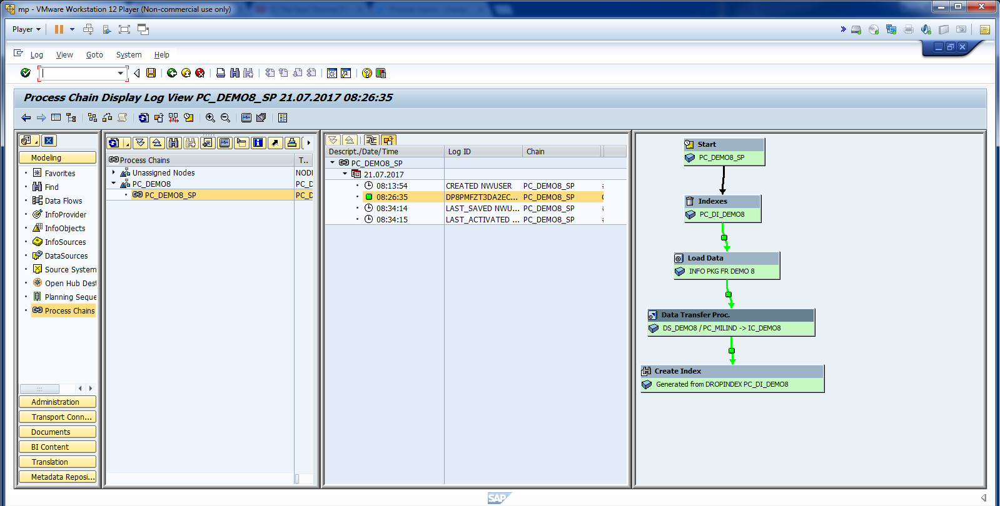 mp - VMware Workstation 12 Player (Non-commercial use only)
Player
Log View Goto System Help
Process Chain Display Log View PC_DEMO8_SP 21.07.2017 08:26:35
Modeling
Favorites
Find
Data Flows
InfoProvider
InfoObjects
InfoSources
DataSources
Source System
Open Hub Dest
Planning Seque
Process Chains
Administration
Transport Conn...
Documents
BI Content
Translation
Metadata Reposi...
Process Chains T..
Unassigned Nodes NODI
PC_DEMO8 PC_D
PC_DEMO8_SP PC_D
Descript./Date/Time Log ID Chain
PC_DEMO8_SP
21.07.2017
08:13:54 CREATED NWUSER PC_DEMO8_SP
08:26:35 DP8PMFZT3DA2EC... PC_DEMO8_SP
08:34:14 LAST_SAVED NWU... PC_DEMO8_SP
08:34:15 LAST_ACTIVATED ... PC_DEMO8_SP
Start
PC_DEMO8_SP
Indexes
PC_DI_DEMO8
Load Data
INFO PKG FR DEMO 8
Data Transfer Proc.
DS_DEMO8 / PC_MILIND -> IC_DEMO8
Create Index
Generated from DROPINDEX PC_DI_DEMO8
SAP